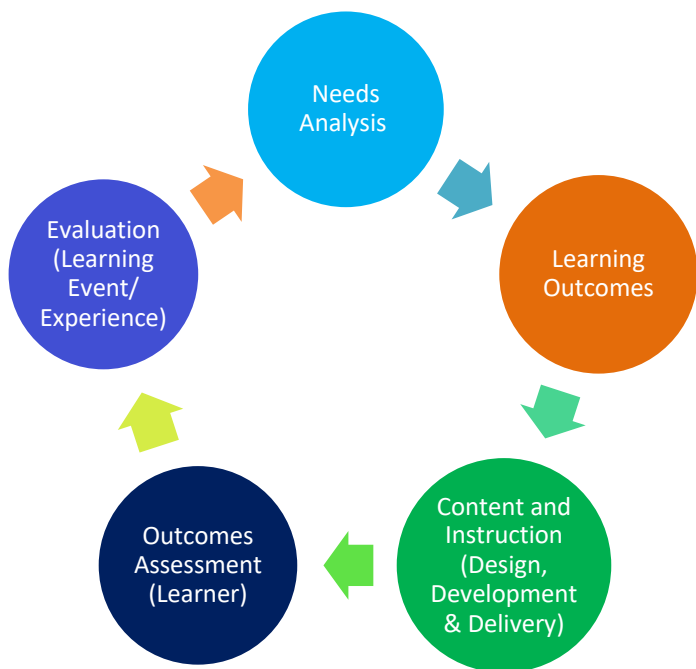 Needs
Analysis
Learning
Outcomes
Content and
Instruction
(Design,
Development
& Delivery)
Outcomes
Assessment
(Learner)
Evaluation
(Learning
Event/
Experience)